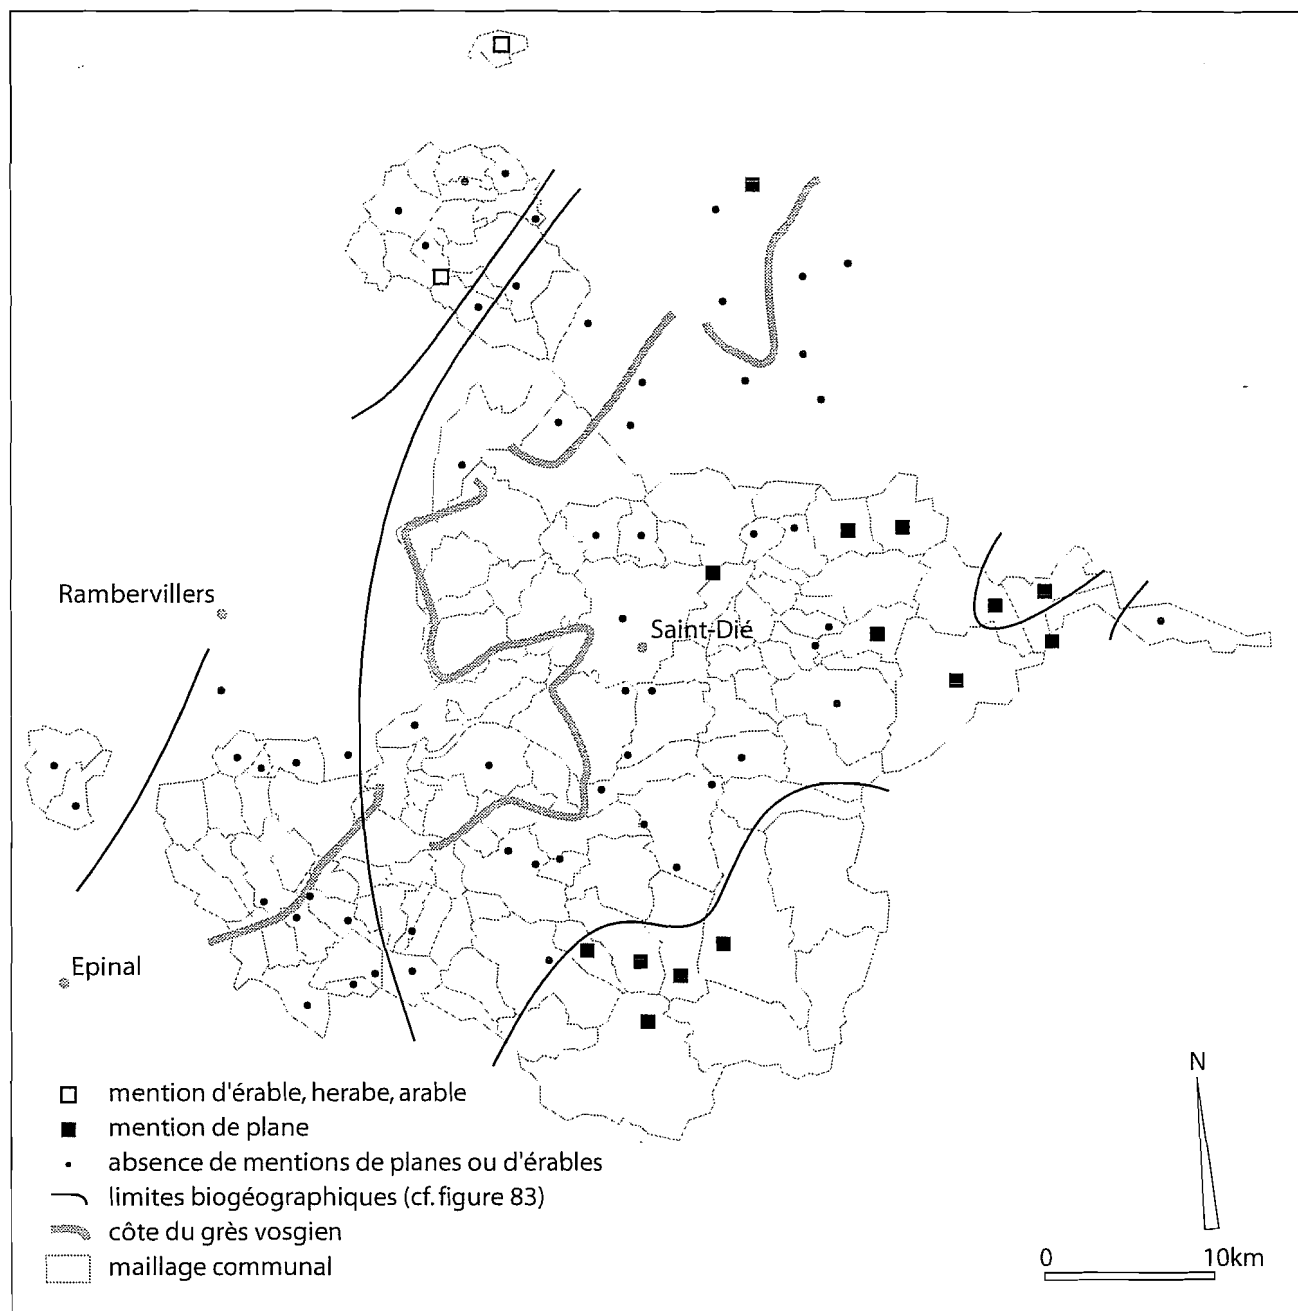 Rambervillers
Saint-Dié
Epinal
N
mention d'érable, herabe, arable
mention de plane
absence de mentions de planes ou d'érables
limites biogéographiques (cf. figure 83)
côte du grès vosgien
maillage communal
0 10km